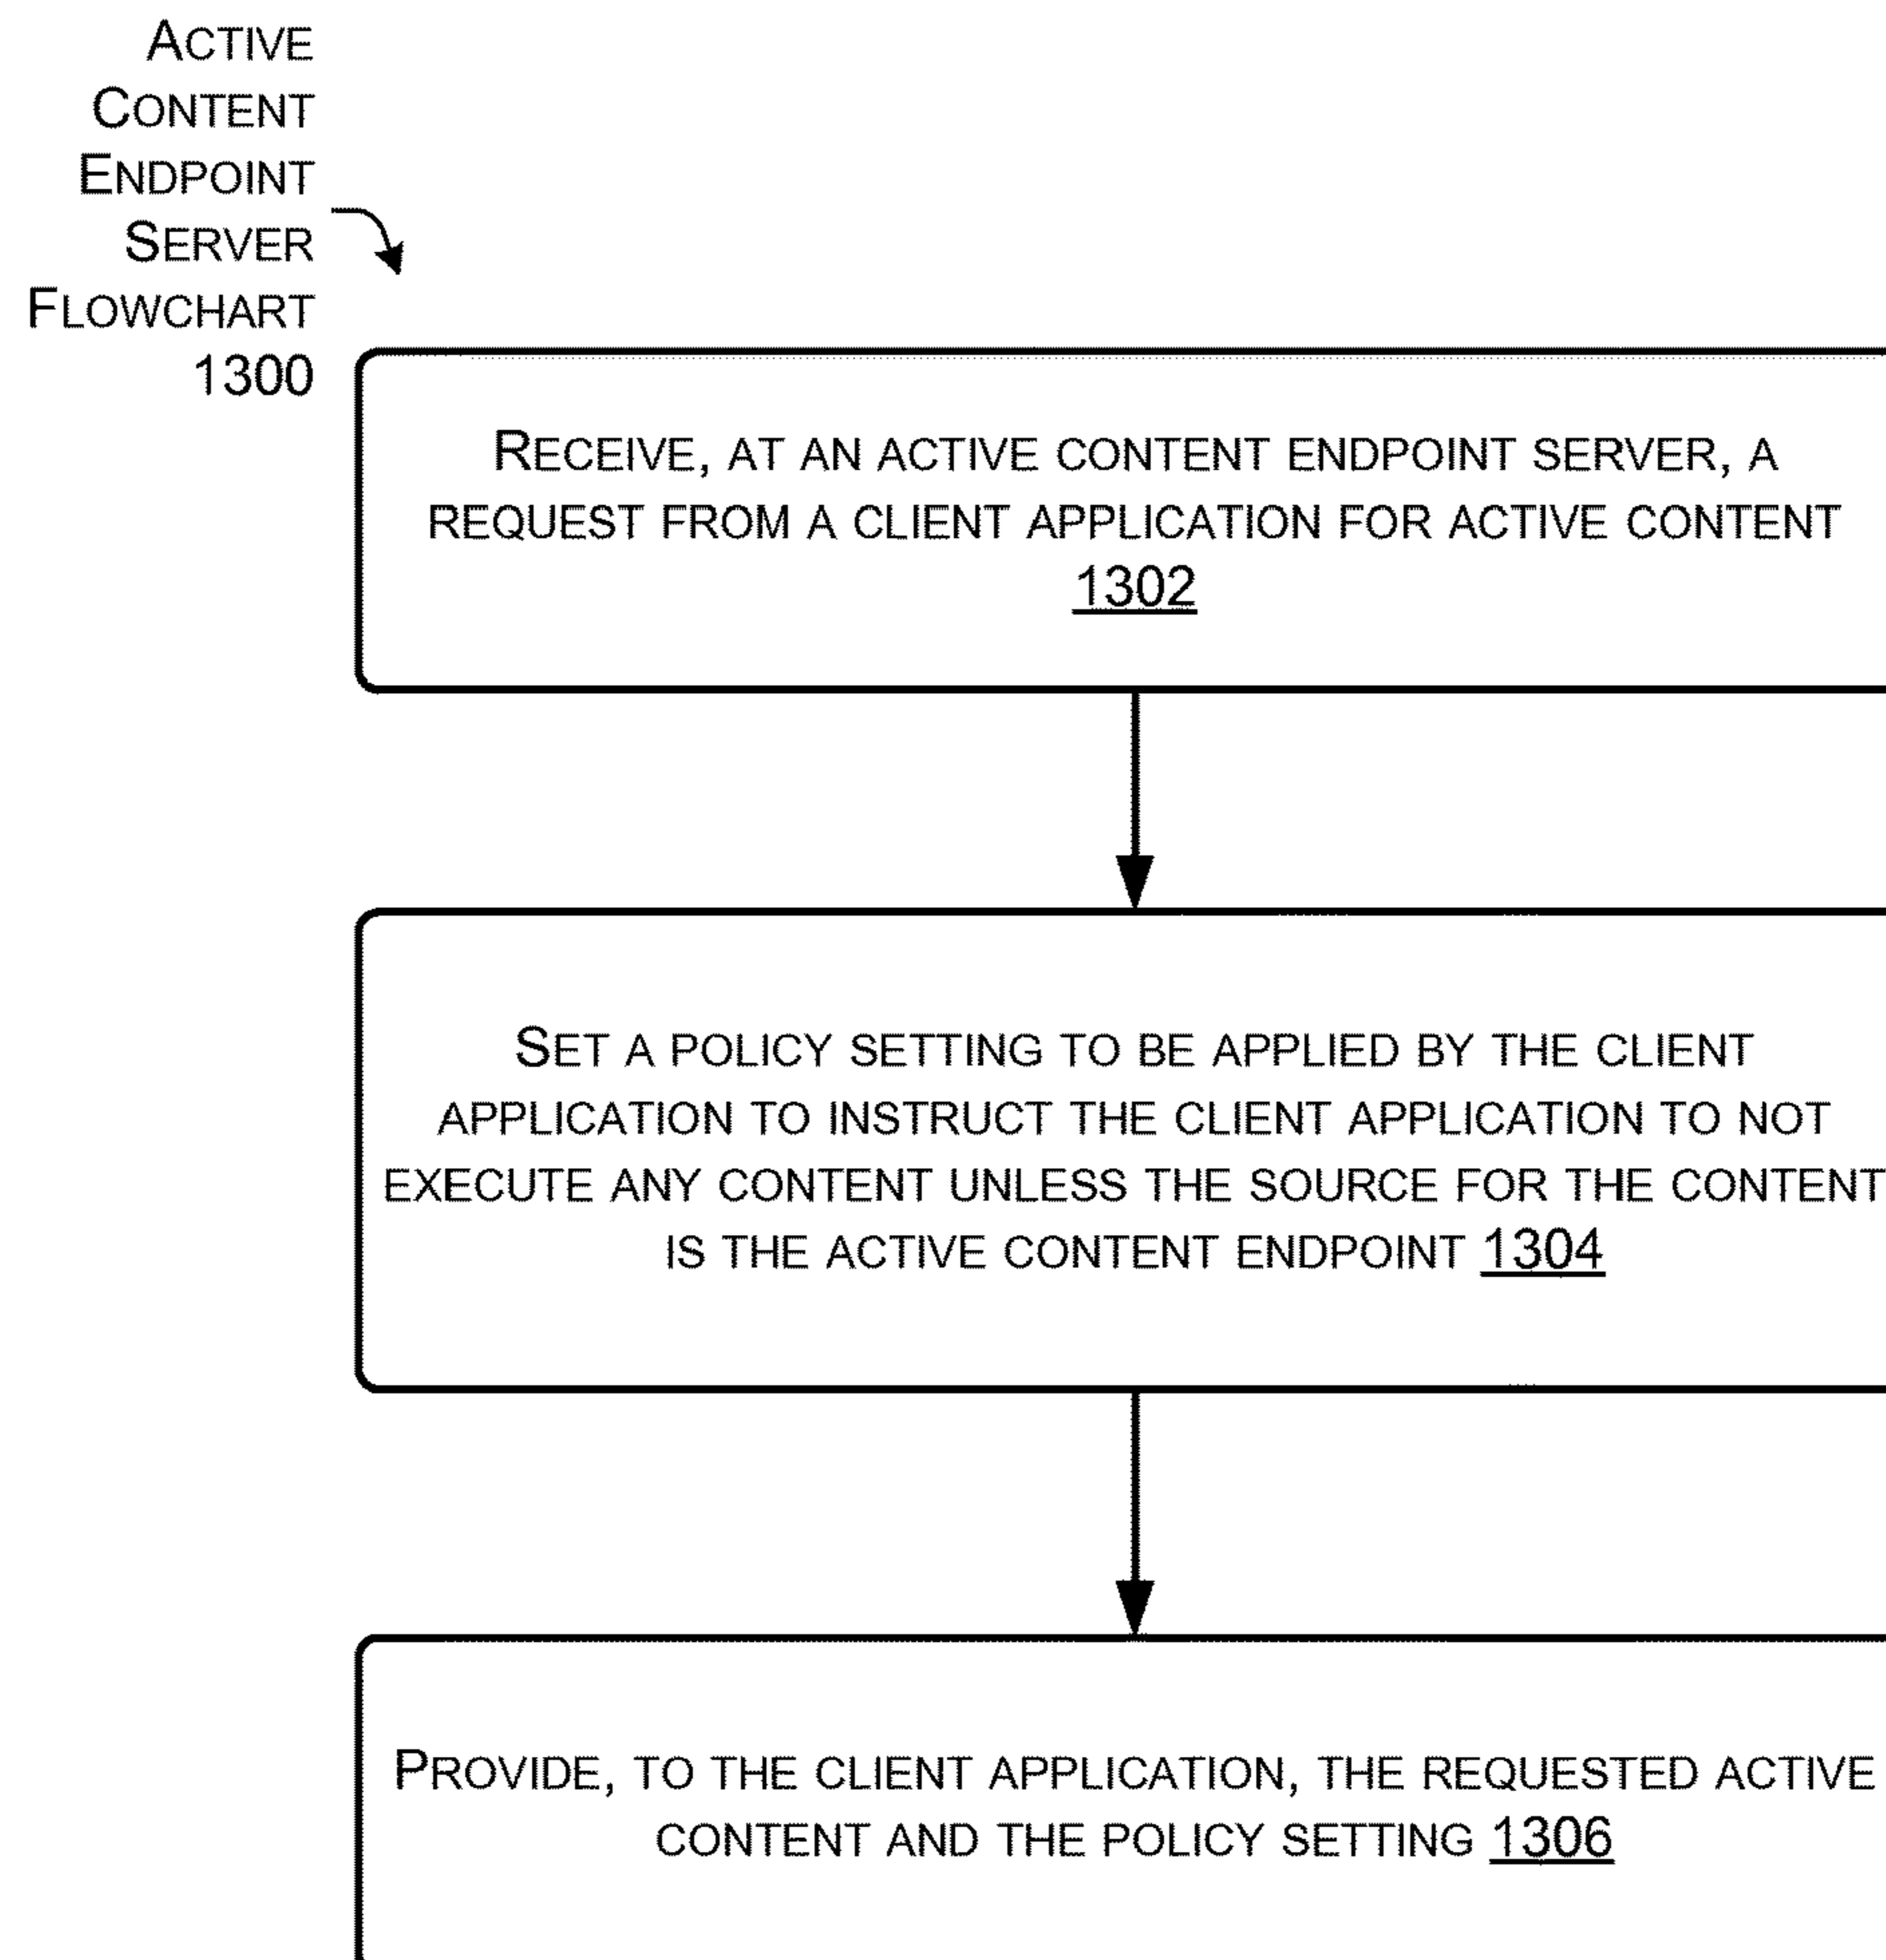 ACTIVE
CONTENT
ENDPOINT
SERVER
FLOWCHART
1300
RECEIVE, AT AN ACTIVE CONTENT ENDPOINT SERVER, A
REQUEST FROM A CLIENT APPLICATION FOR ACTIVE CONTENT
1302
SET A POLICY SETTING TO BE APPLIED BY THE CLIENT
APPLICATION TO INSTRUCT THE CLIENT APPLICATION TO NOT
EXECUTE ANY CONTENT UNLESS THE SOURCE FOR THE CONTENT
IS THE ACTIVE CONTENT ENDPOINT 1304
PROVIDE, TO THE CLIENT APPLICATION, THE REQUESTED ACTIVE
CONTENT AND THE POLICY SETTING 1306